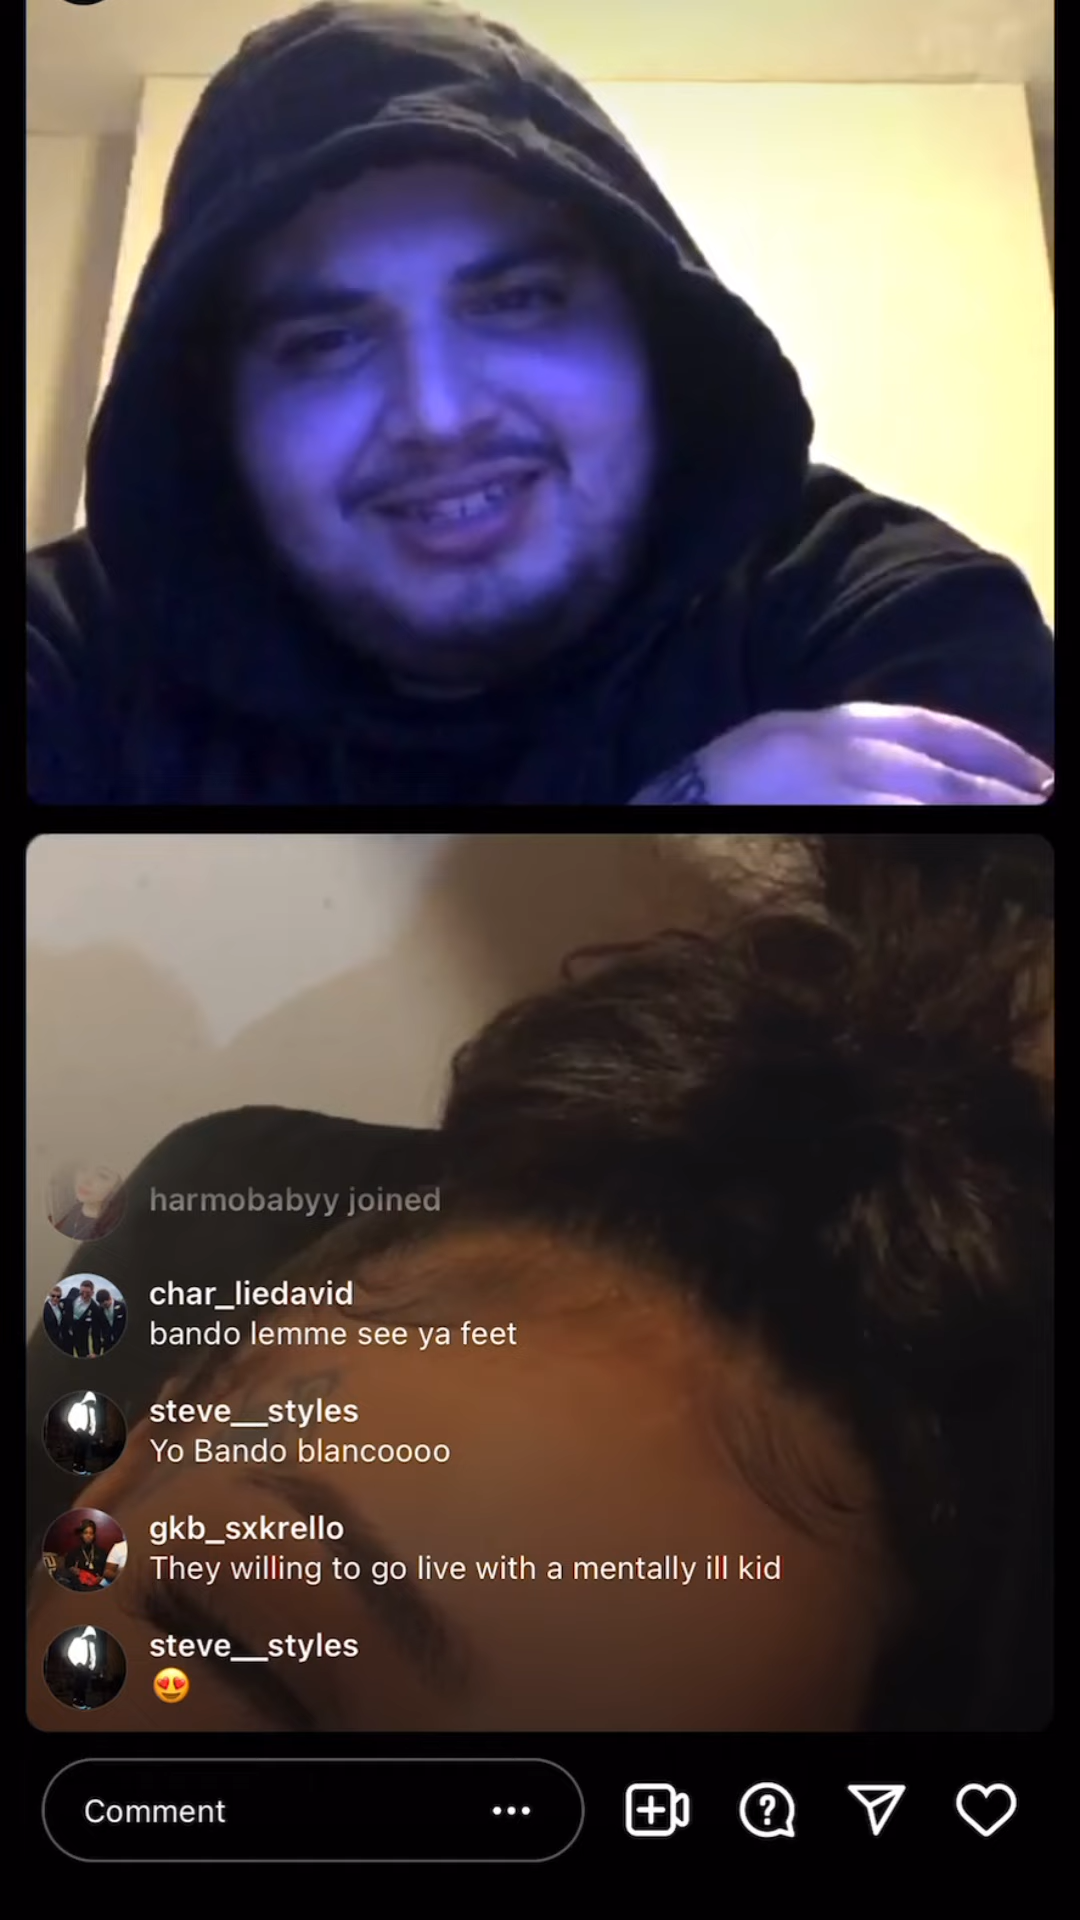 harmobabyy joined
char_liedavid
bando lemme see ya feet
steve__styles
Yo Bando blancoooo
gkb_sxkrello
They willing to go live with a mentally ill kid
steve__styles
😍
Comment